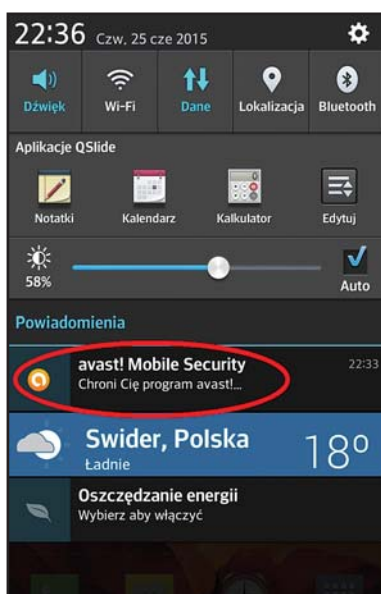 22:36 Czw, 25 cze 2015
Dźwięk Wi-Fi Dane Lokalizacja Bluetooth
Aplikacje QSlide
Notatki Kalendarz Kalkulator Edytuj
58% Auto
Powiadomienia
avast! Mobile Security 22:33
Chroni Cię program avast!...
Swider, Polska 18°
Ładnie
Oszczędzanie energii
Wybierz aby włączyć